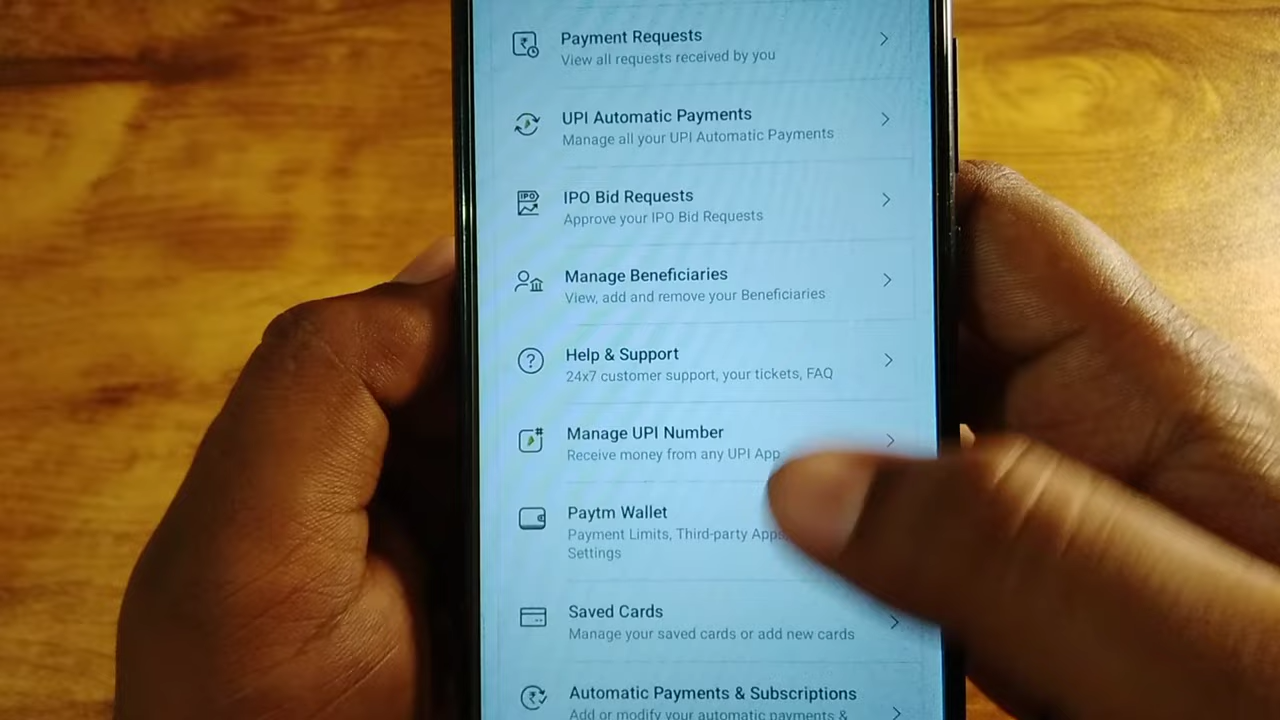 Payment Requests
View all requests received by you
UPI Automatic Payments
Manage all your UPI Automatic Payments
IPO
IPO Bid Requests
Approve your IPO Bid Requests
Manage Beneficiaries
View, add and remove your Beneficiaries
Help & Support
24x7 customer support, your tickets, FAQ
Manage UPI Number
Receive money from any UPI App
Paytm Wallet
Payment Limits, Third-party Apps
Settings
Saved Cards
Manage your saved cards or add new cards
Automatic Payments & Subscriptions
Add or modify your automatic payments &